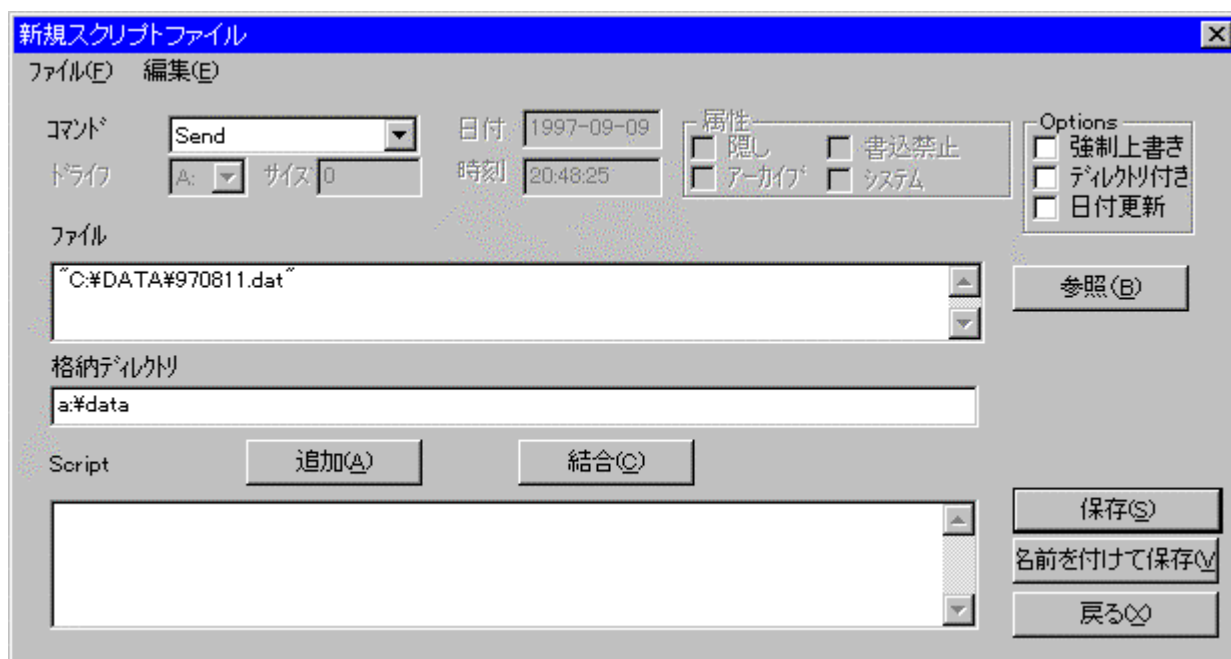 新規スクリプトファイル
ﾌｧｲﾙ(F) 編集(E)
ｺﾏﾝﾄﾞ Send 日付 1997-09-09 属性 Options
隠し 書込禁止 強制上書き
ﾄﾞﾗｲﾌ A: ｻｲｽﾞ 0 時刻 20:48:25 ｱｰｶｲﾌﾞ ｼｽﾃﾑ ﾃﾞｨﾚｸﾄﾘ付き
日付更新
ﾌｧｲﾙ
"C:¥DATA¥970811.dat" 参照(B)
格納ﾃﾞｨﾚｸﾄﾘ
a:¥data
Script 追加(A) 結合(C)
保存(S)
名前を付けて保存(V
戻る(X)